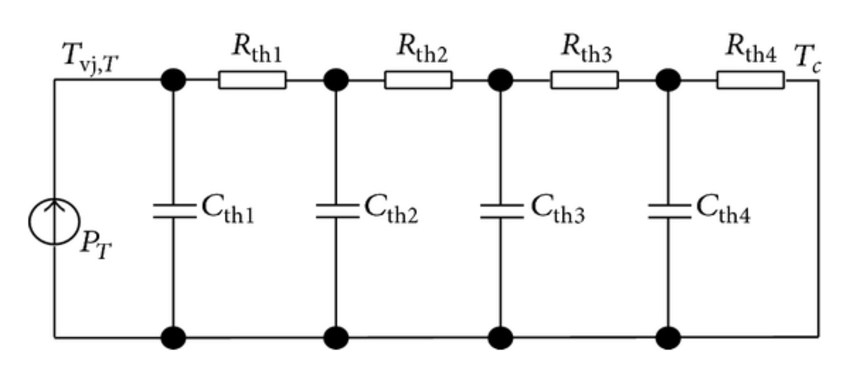 T_vj,T R_th1 R_th2 R_th3 R_th4 T_c
C_th1 C_th2 C_th3 C_th4
P_T